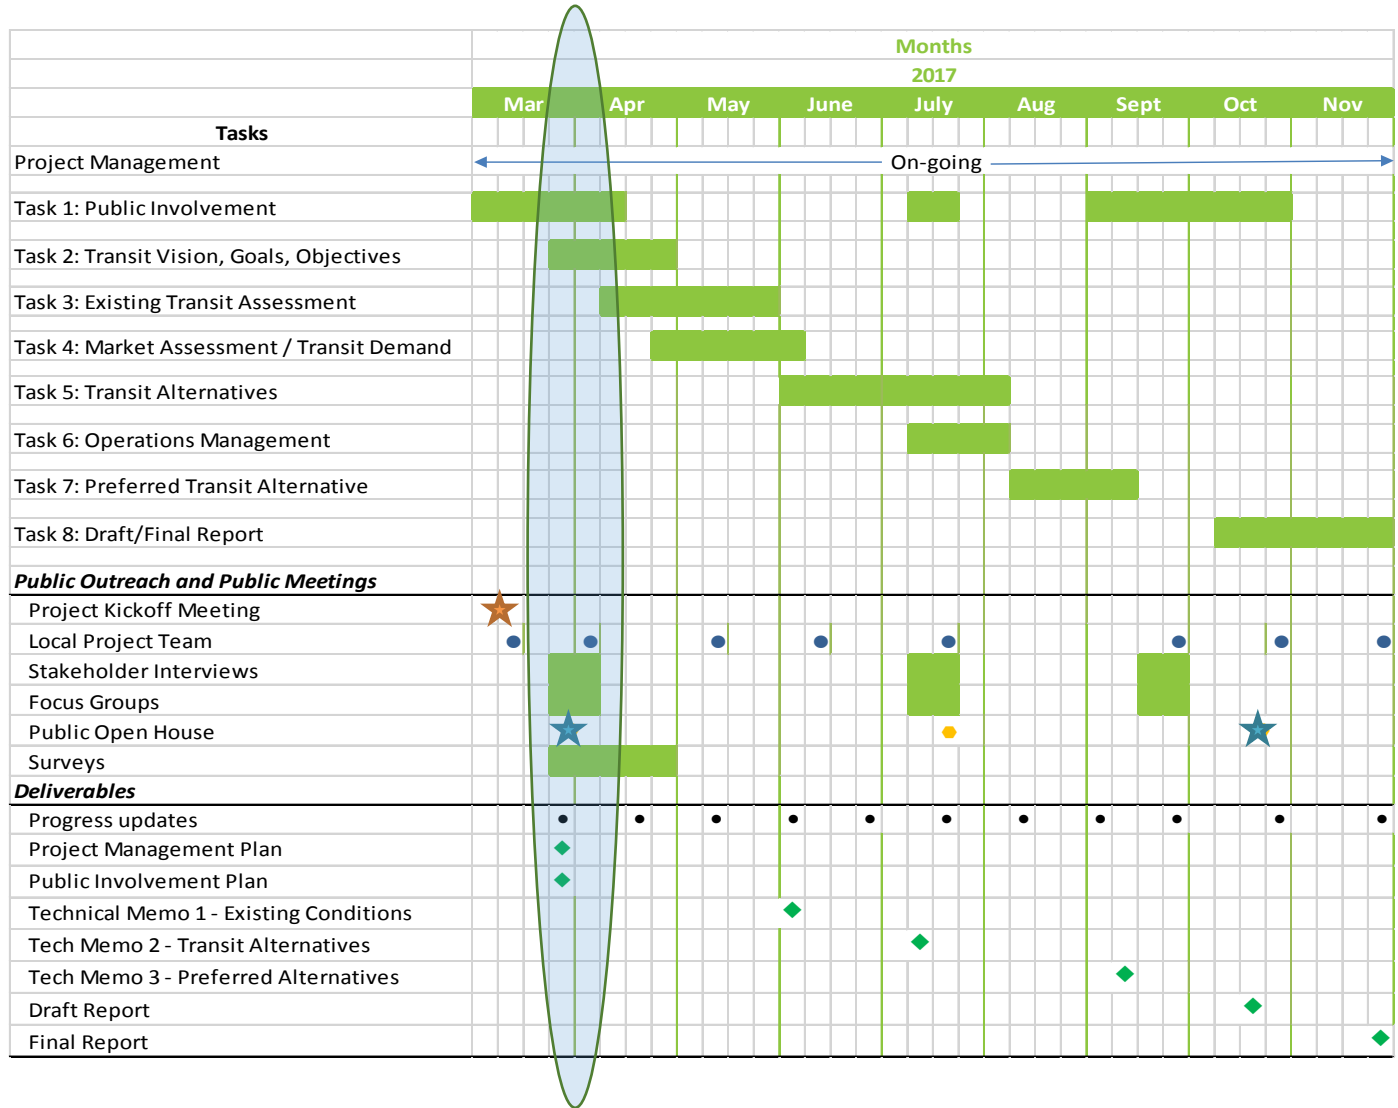 Months
2017
Mar Apr May June July Aug Sept Oct Nov
Tasks
Project Management On-going
Task 1: Public Involvement
Task 2: Transit Vision, Goals, Objectives
Task 3: Existing Transit Assessment
Task 4: Market Assessment / Transit Demand
Task 5: Transit Alternatives
Task 6: Operations Management
Task 7: Preferred Transit Alternative
Task 8: Draft/Final Report
Public Outreach and Public Meetings
Project Kickoff Meeting
Local Project Team
Stakeholder Interviews
Focus Groups
Public Open House
Surveys
Deliverables
Progress updates
Project Management Plan
Public Involvement Plan
Technical Memo 1 - Existing Conditions
Tech Memo 2 - Transit Alternatives
Tech Memo 3 - Preferred Alternatives
Draft Report
Final Report